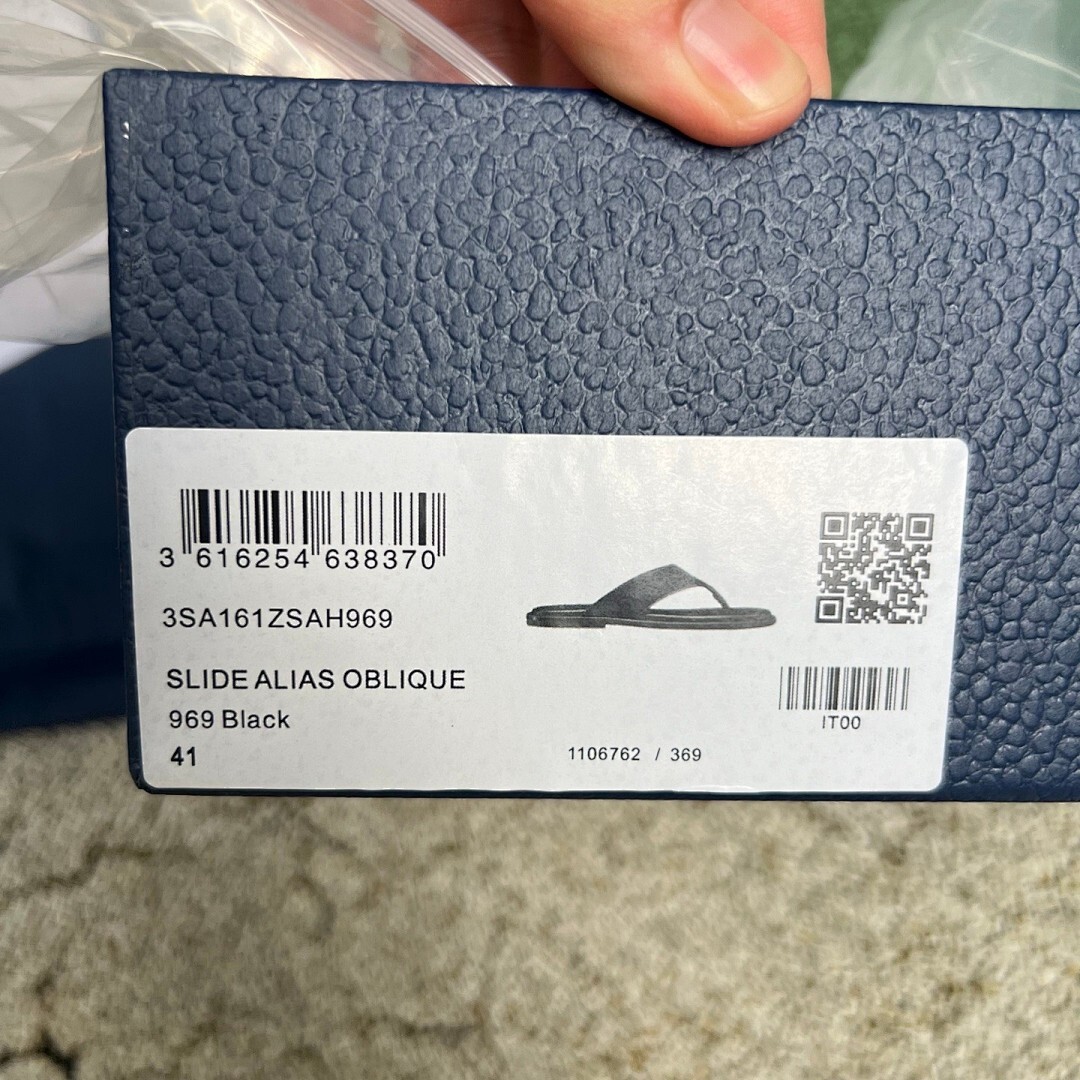 3 616254 638370
3SA161ZSAH969
SLIDE ALIAS OBLIQUE
969 Black
IT00
41
1106762 / 369